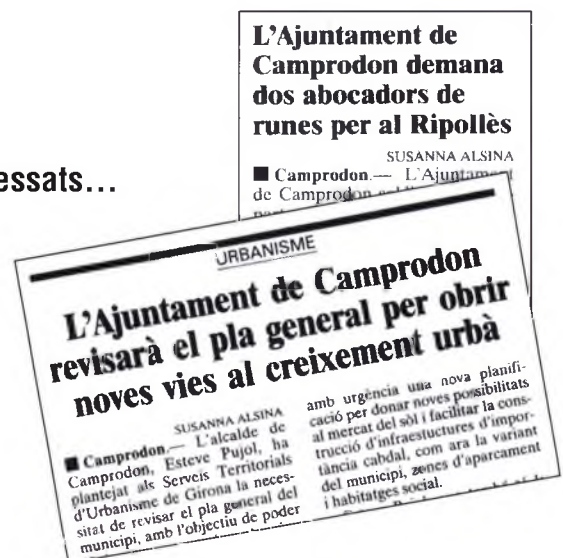 L'Ajuntament de
Camprodon demana
dos abocadors de
runes per al Ripollès
SUSANNA ALSINA
■ Camprodon.— L'Ajuntament
de Camprodon
essats...
URBANISME
L'Ajuntament de Camprodon
revisarà el pla general per obrir
noves vies al creixement urbà
SUSANNA ALSINA
■ Camprodon.— L'alcalde de
Camprodon, Esteve Pujol, ha
plantejat als Serveis Territorials
d'Urbanisme de Girona la neces-
sitat de revisar el pla general del
municipi, amb l'objectiu de poder
amb urgència una nova planifi-
cació per donar noves possibilitats
al mercat del sòl i facilitar la cons-
trucció d'infraestuctures d'impor-
tància cabdal, com ara la variant
del municipi, zones d'aparcament
i habitatges social.